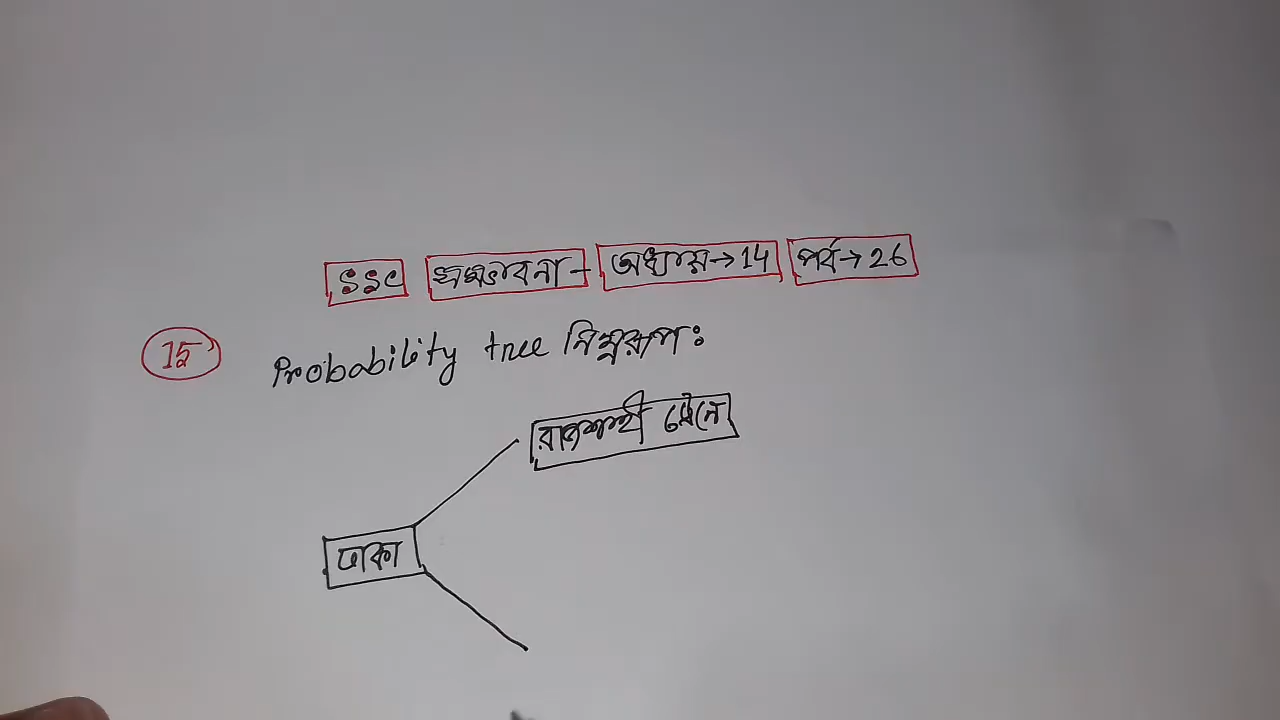 SSC সম্ভাবনা - অধ্যায়→14 পর্ব→26
15 Probability tree নিম্নরূপঃ
রাজশাহী ট্রেনে
ঢাকা